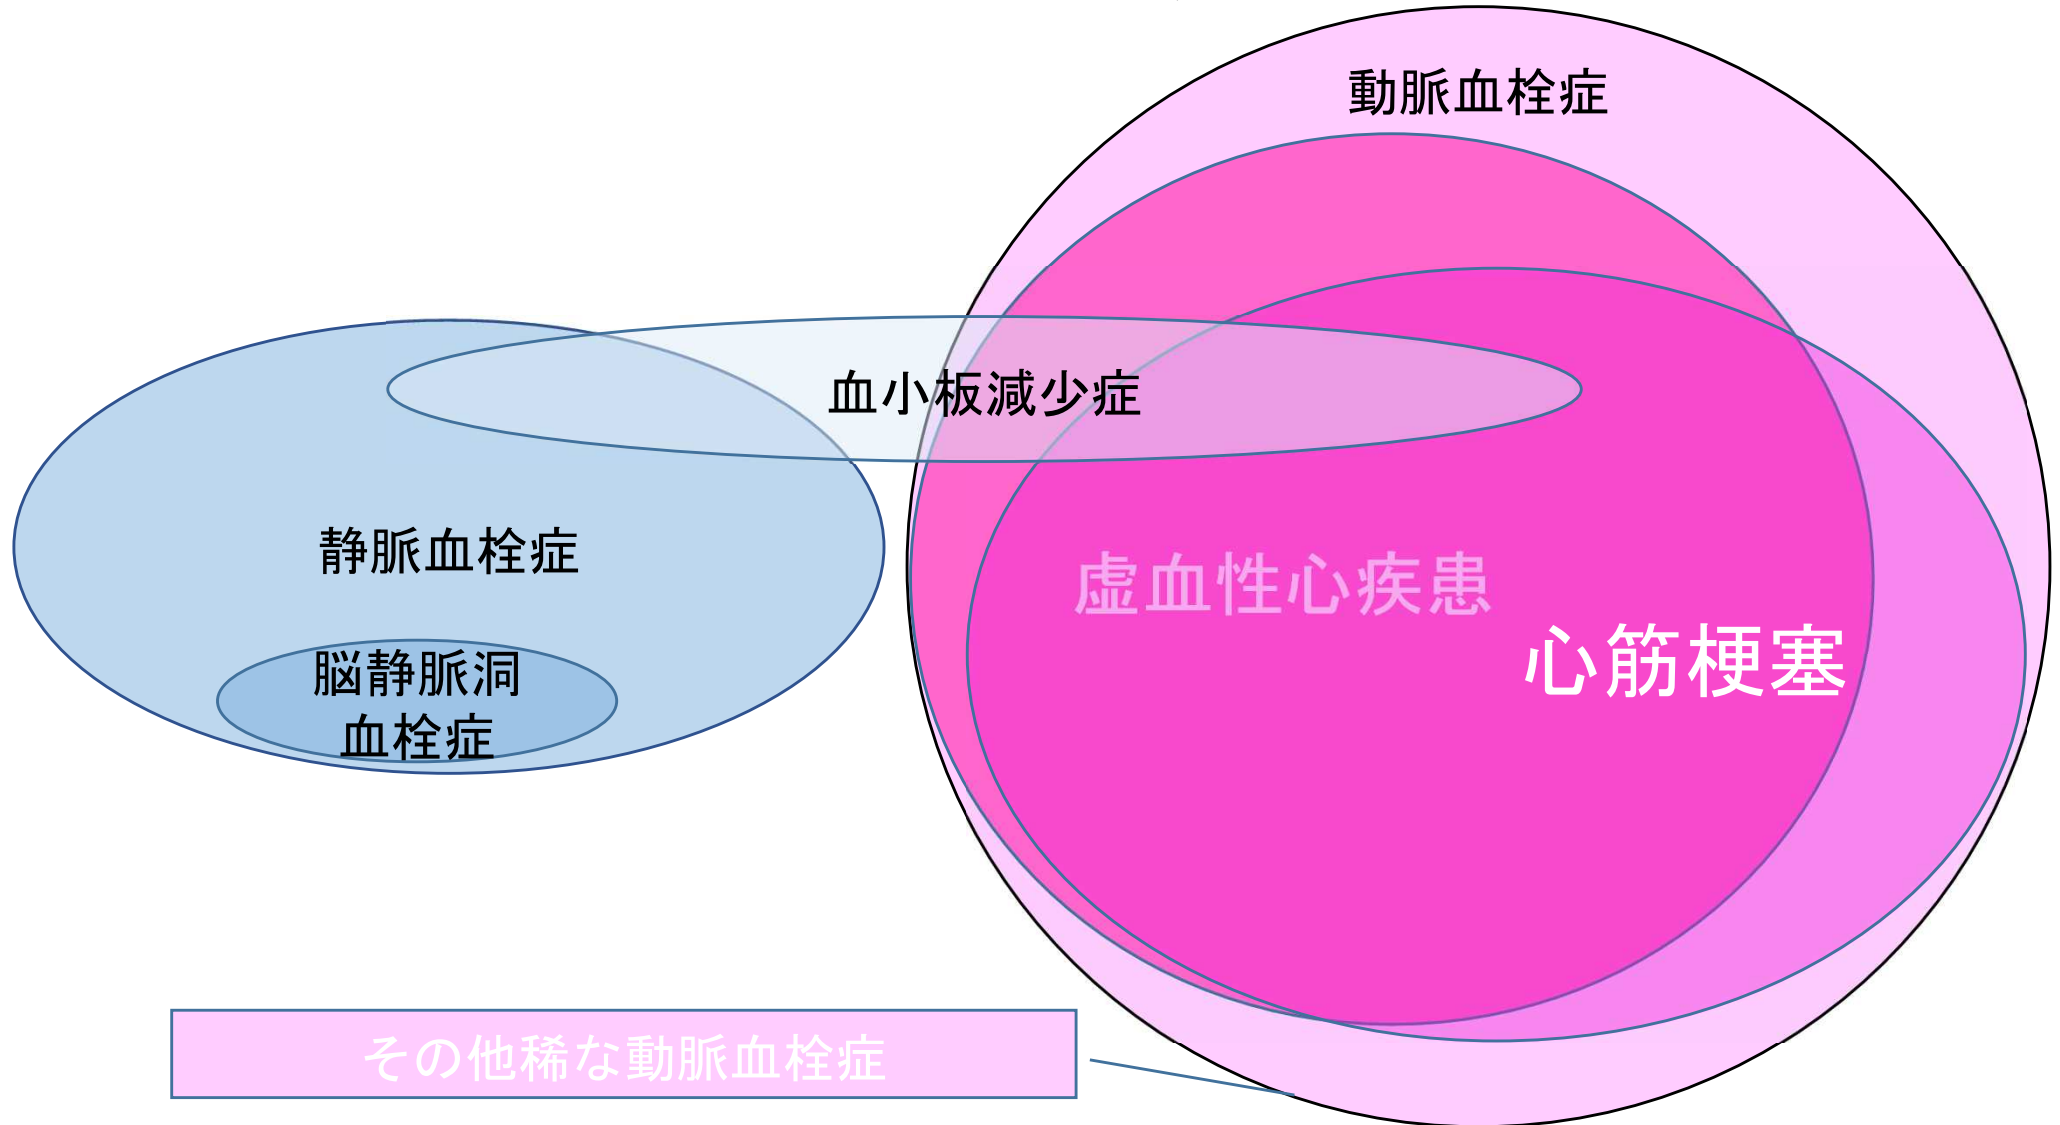 動脈血栓症
血小板減少症
静脈血栓症
虚血性心疾患
心筋梗塞
脳静脈洞
血栓症
その他稀な動脈血栓症